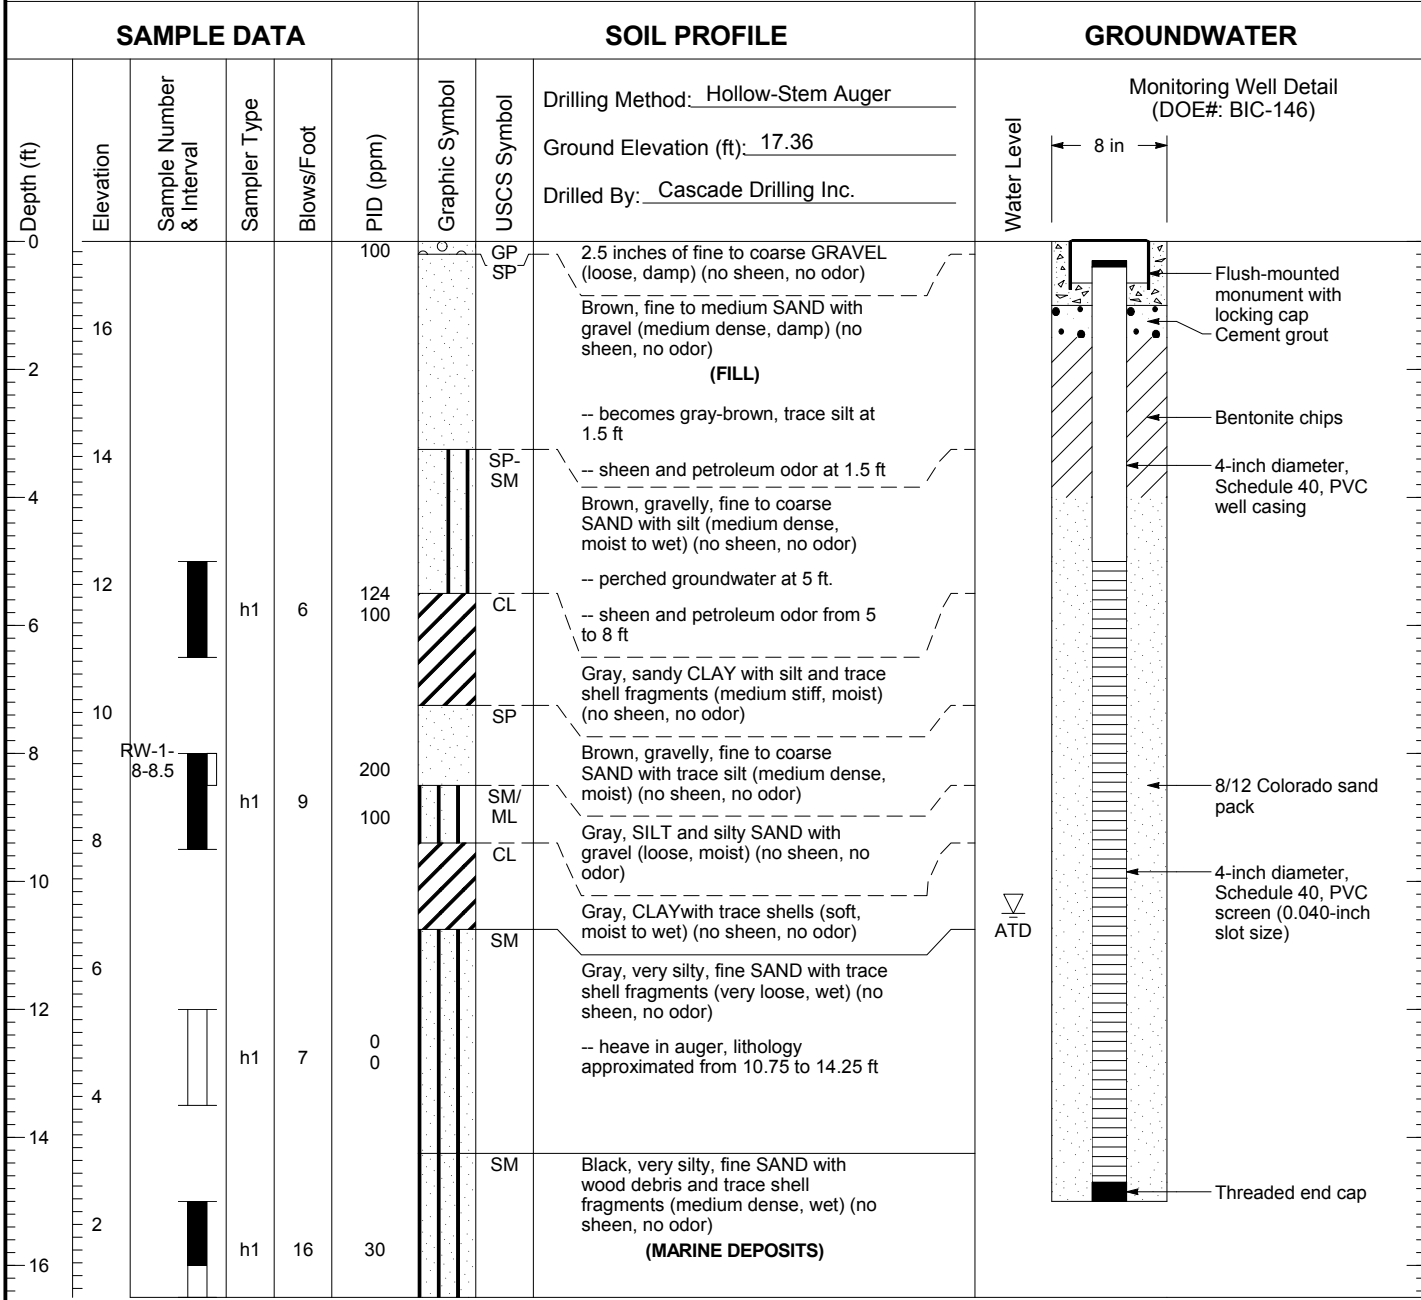 SAMPLE DATA
SOIL PROFILE
GROUNDWATER
Depth (ft)
Elevation
Sample Number
& Interval
Sampler Type
Blows/Foot
PID (ppm)
Graphic Symbol
USCS Symbol
Drilling Method: Hollow-Stem Auger
Ground Elevation (ft): 17.36
Drilled By: Cascade Drilling Inc.
Water Level
Monitoring Well Detail
(DOE#: BIC-146)
8 in
0
2
4
6
8
10
12
14
16
16
14
12
10
8
6
4
2
RW-1-
8-8.5
h1
h1
h1
h1
6
9
7
16
100
124
100
200
100
0
0
30
GP
SP
SP-
SM
CL
SP
SM/
ML
CL
SM
SM
2.5 inches of fine to coarse GRAVEL
(loose, damp) (no sheen, no odor)
Brown, fine to medium SAND with
gravel (medium dense, damp) (no
sheen, no odor)
(FILL)
-- becomes gray-brown, trace silt at
1.5 ft
-- sheen and petroleum odor at 1.5 ft
Brown, gravelly, fine to coarse
SAND with silt (medium dense,
moist to wet) (no sheen, no odor)
-- perched groundwater at 5 ft.
-- sheen and petroleum odor from 5
to 8 ft
Gray, sandy CLAY with silt and trace
shell fragments (medium stiff, moist)
(no sheen, no odor)
Brown, gravelly, fine to coarse
SAND with trace silt (medium dense,
moist) (no sheen, no odor)
Gray, SILT and silty SAND with
gravel (loose, moist) (no sheen, no
odor)
Gray, CLAYwith trace shells (soft,
moist to wet) (no sheen, no odor)
Gray, very silty, fine SAND with trace
shell fragments (very loose, wet) (no
sheen, no odor)
-- heave in auger, lithology
approximated from 10.75 to 14.25 ft
Black, very silty, fine SAND with
wood debris and trace shell
fragments (medium dense, wet) (no
sheen, no odor)
(MARINE DEPOSITS)
ATD
Flush-mounted
monument with
locking cap
Cement grout
Bentonite chips
4-inch diameter,
Schedule 40, PVC
well casing
8/12 Colorado sand
pack
4-inch diameter,
Schedule 40, PVC
screen (0.040-inch
slot size)
Threaded end cap